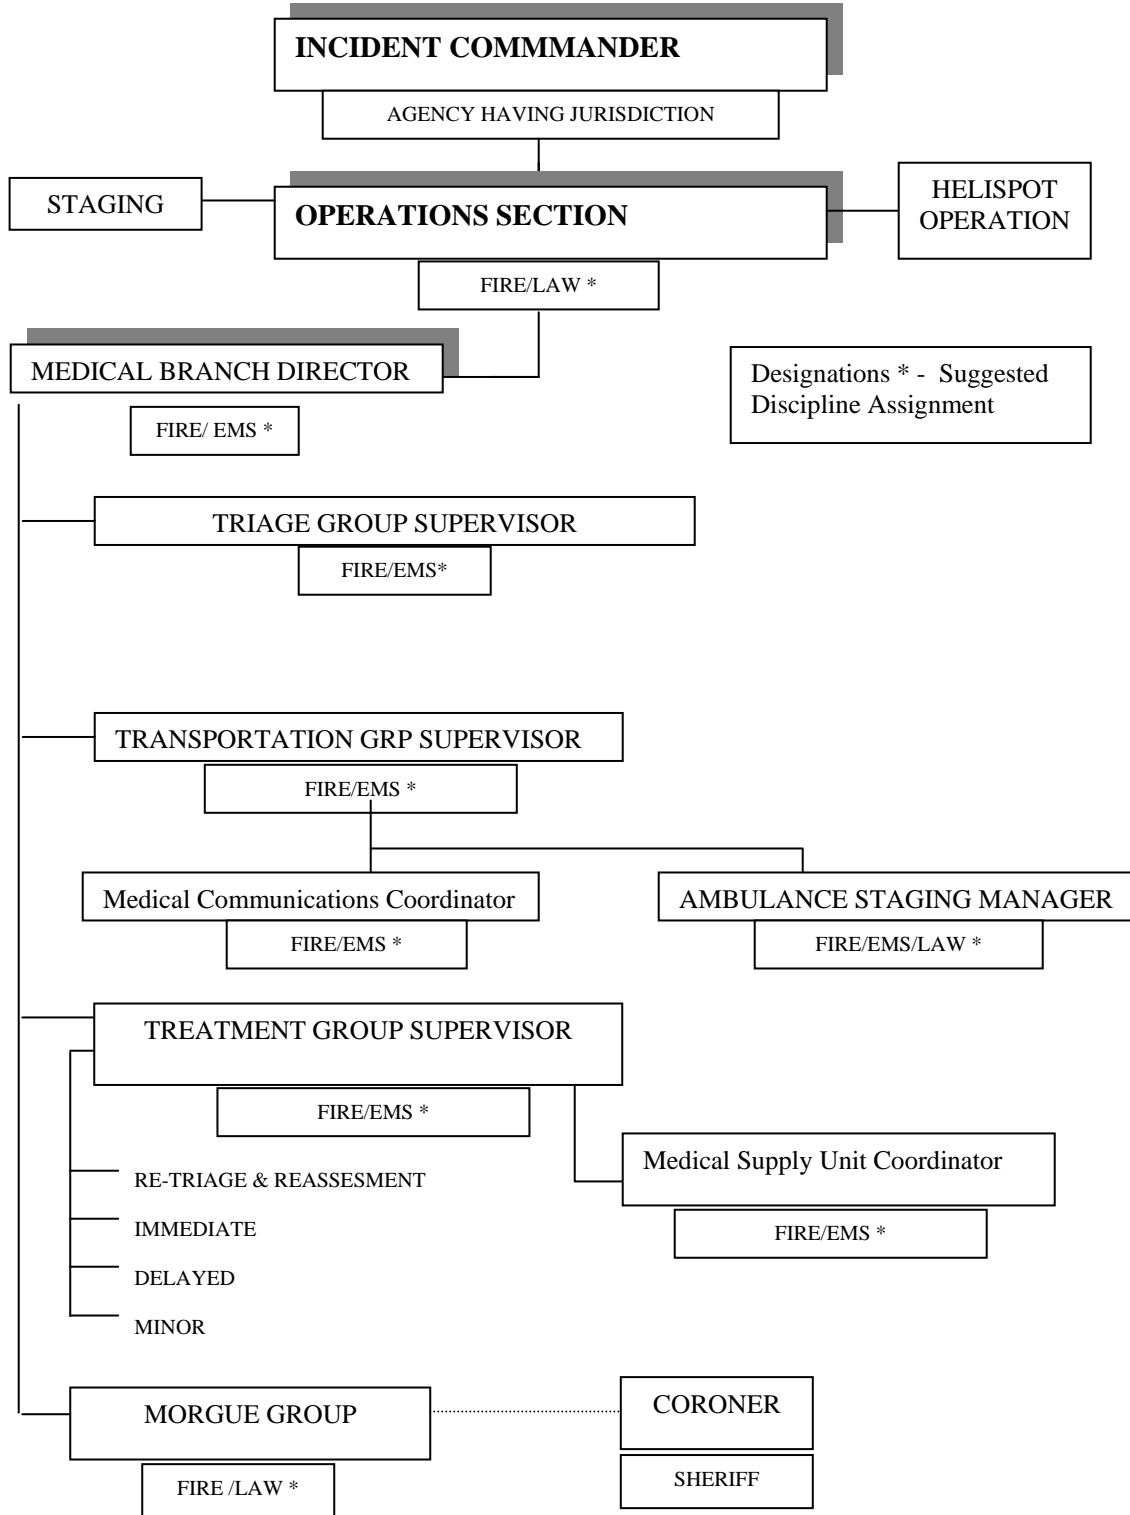 INCIDENT COMMMANDER
AGENCY HAVING JURISDICTION
STAGING
OPERATIONS SECTION
HELISPOT
OPERATION
FIRE/LAW *
MEDICAL BRANCH DIRECTOR
FIRE/ EMS *
Designations * -  Suggested
Discipline Assignment
TRIAGE GROUP SUPERVISOR
FIRE/EMS*
TRANSPORTATION GRP SUPERVISOR
FIRE/EMS *
Medical Communications Coordinator
FIRE/EMS *
AMBULANCE STAGING MANAGER
FIRE/EMS/LAW *
TREATMENT GROUP SUPERVISOR
FIRE/EMS *
Medical Supply Unit Coordinator
FIRE/EMS *
RE-TRIAGE & REASSESMENT
IMMEDIATE
DELAYED
MINOR
MORGUE GROUP
FIRE /LAW *
CORONER
SHERIFF